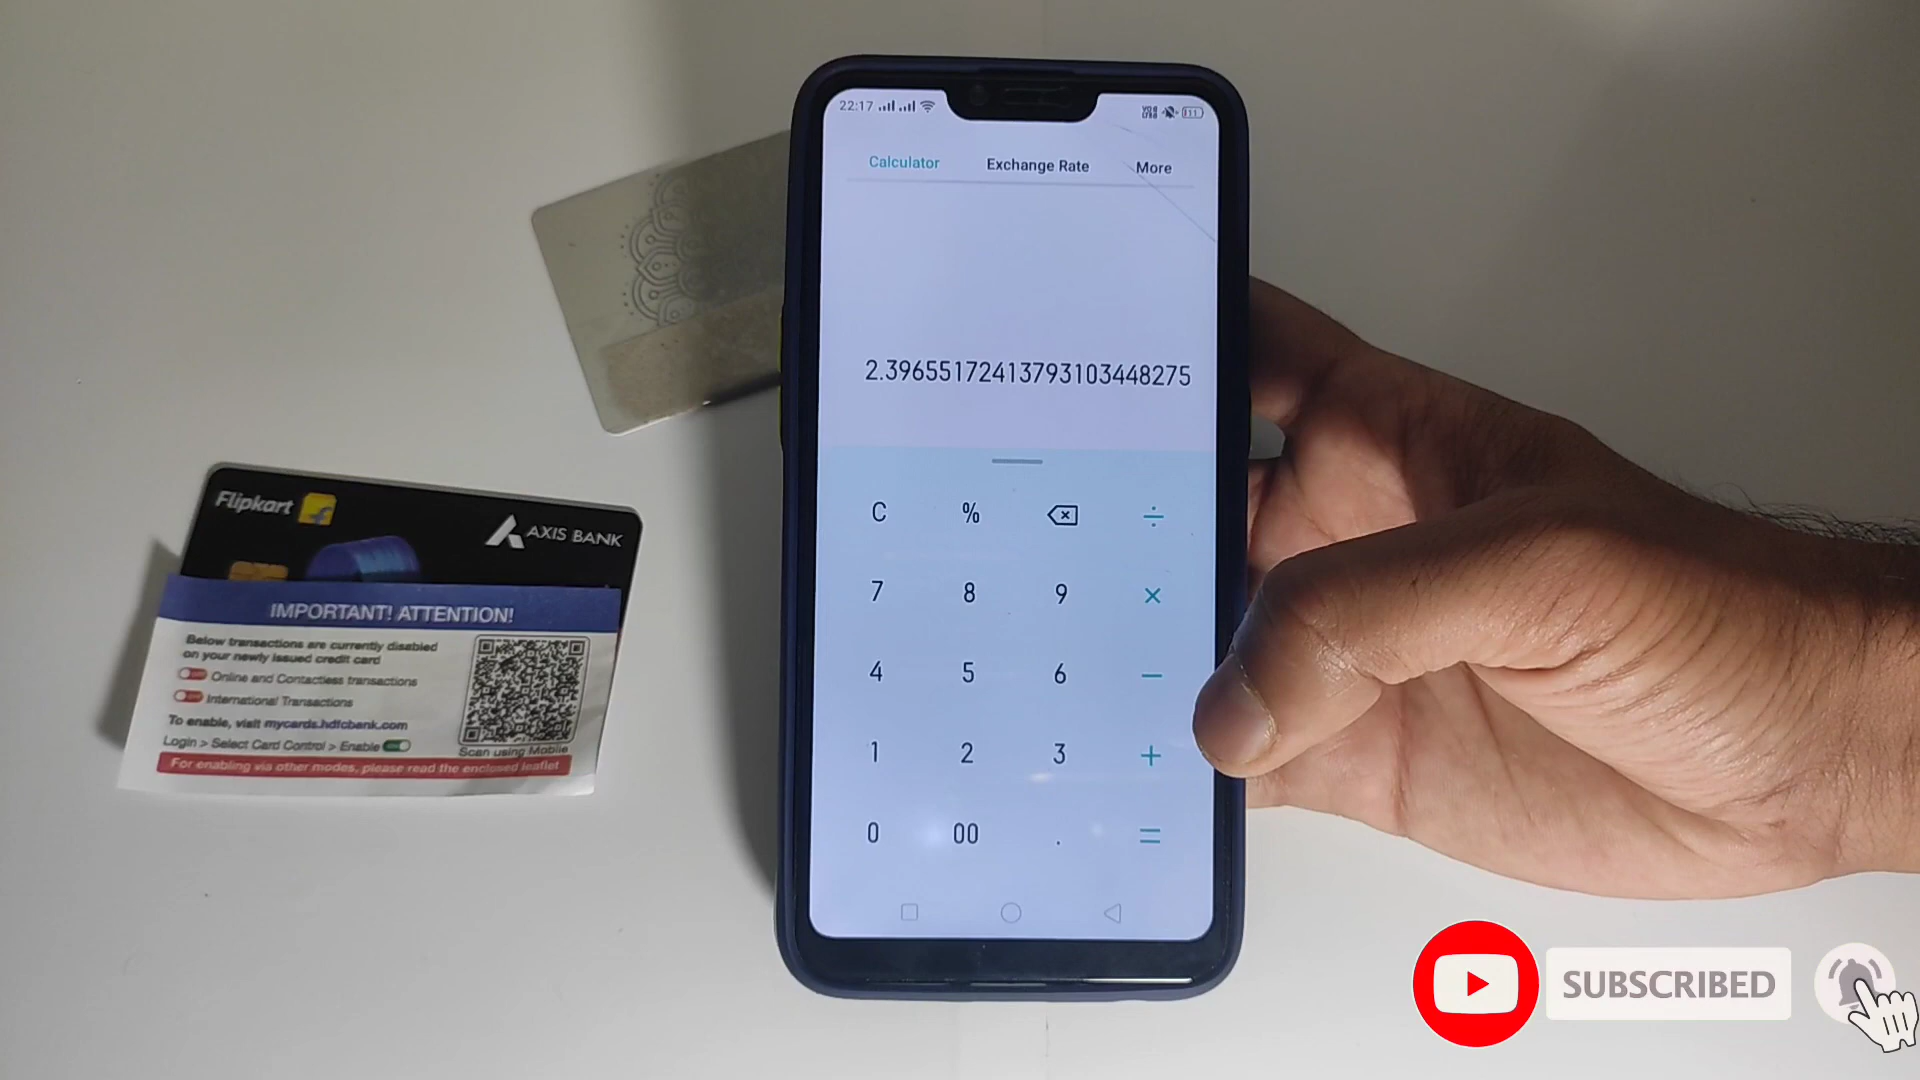 22:17
11
Calculator Exchange Rate More
2.39655172413793103448275
C %
7 8 9 ×
4 5 6 −
1 2 3 +
0 00 . =
Flipkart
AXIS BANK
IMPORTANT! ATTENTION!
Below transactions are currently disabled
on your newly issued credit card
Online and Contactless transactions
International Transactions
To enable, visit mycards.hdfcbank.com
Login > Select Card Control > Enable
Scan using Mobile
For enabling via other modes, please read the enclosed leaflet
SUBSCRIBED